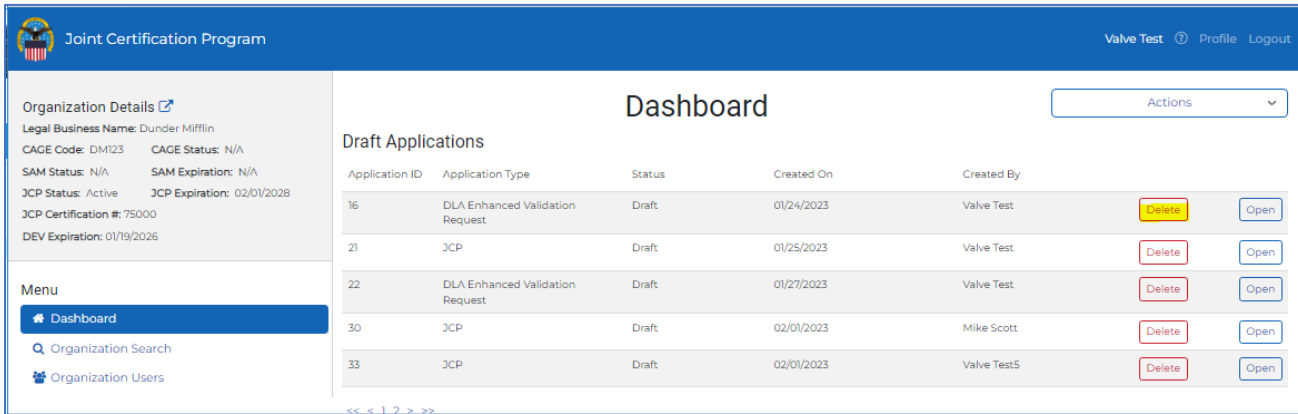 Joint Certification Program
Valve Test Profile Logout
Organization Details
Legal Business Name: Dunder Mifflin
CAGE Code: DM123 CAGE Status: N/A
SAM Status: N/A SAM Expiration: N/A
JCP Status: Active JCP Expiration: 02/01/2028
JCP Certification #: 75000
DEV Expiration: 01/19/2026
Menu
Dashboard
Organization Search
Organization Users
Dashboard
Actions
Draft Applications
Application ID Application Type Status Created On Created By
16 DLA Enhanced Validation Request Draft 01/24/2023 Valve Test Delete Open
21 JCP Draft 01/25/2023 Valve Test Delete Open
22 DLA Enhanced Validation Request Draft 01/27/2023 Valve Test Delete Open
30 JCP Draft 02/01/2023 Mike Scott Delete Open
33 JCP Draft 02/01/2023 Valve Test5 Delete Open
<< < 1 2 > >>